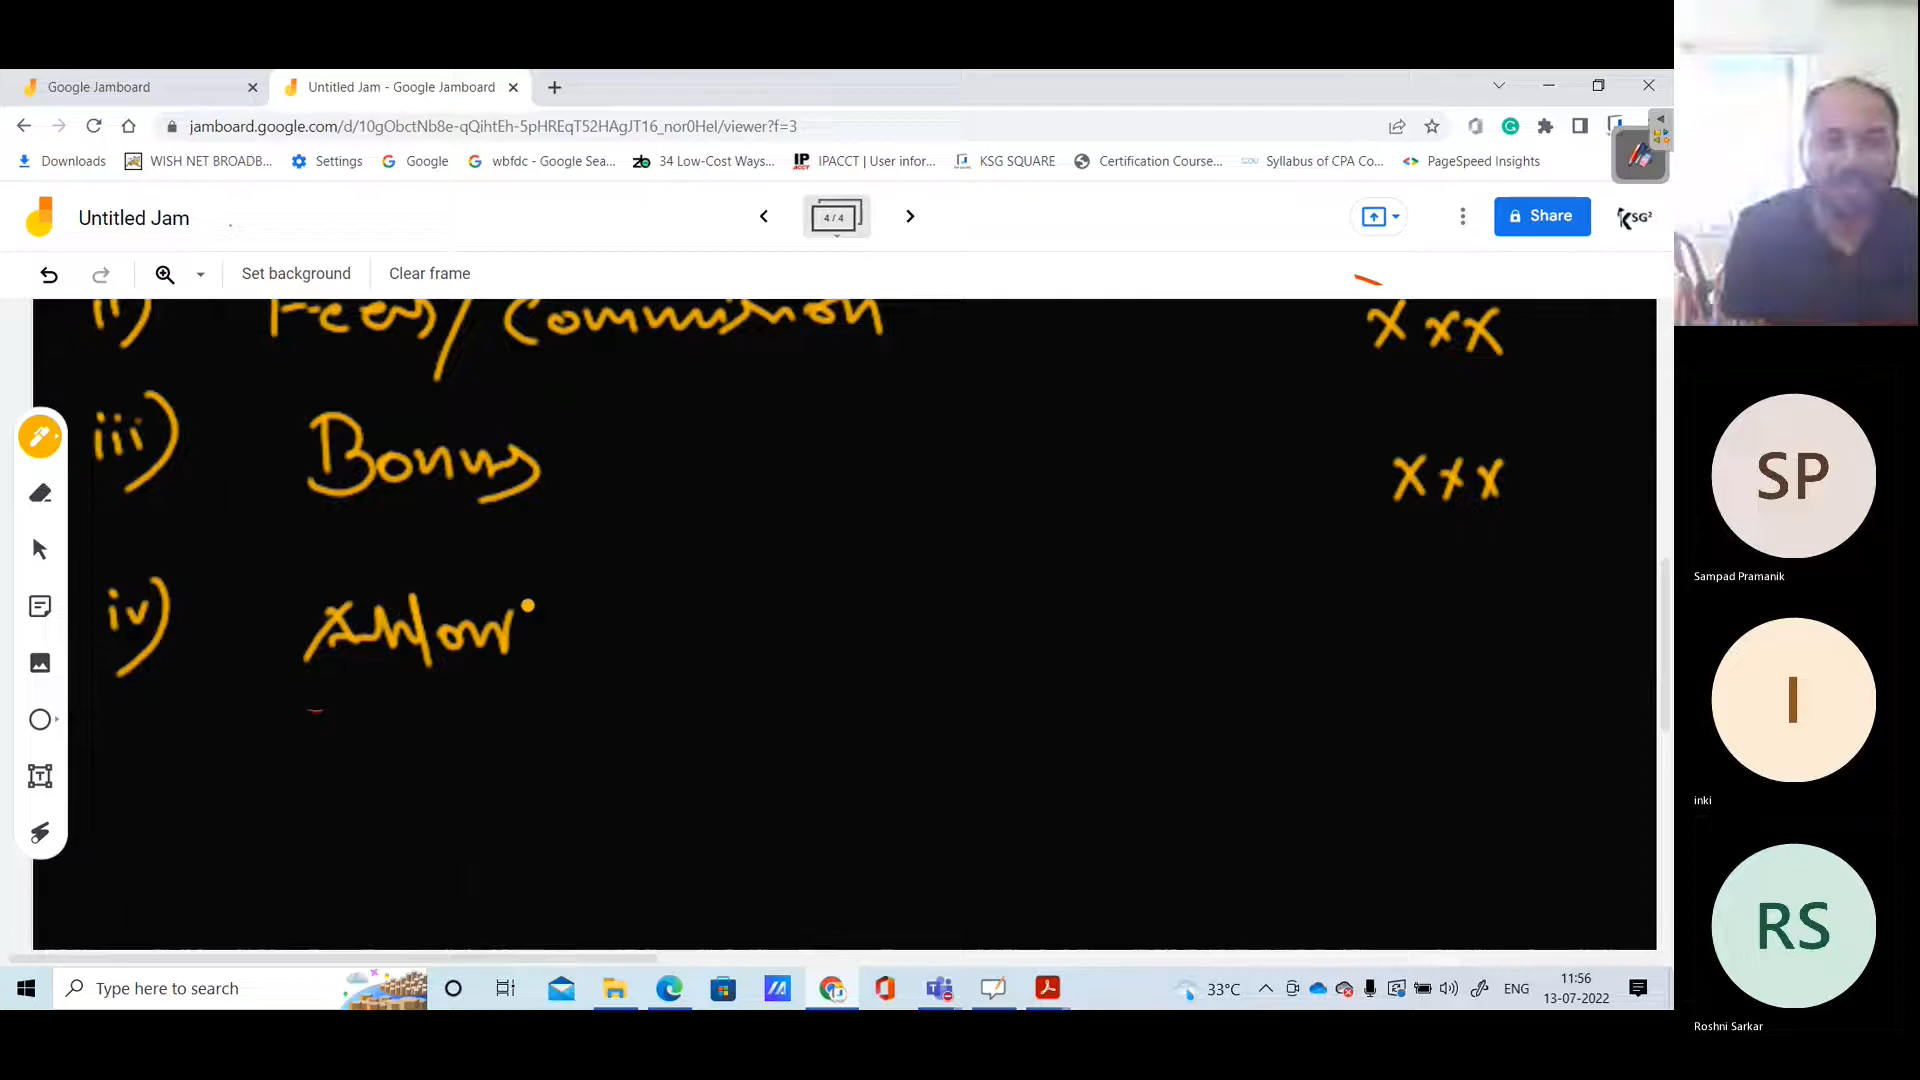 Google Jamboard
Untitled Jam - Google Jamboard
jamboard.google.com/d/10gObctNb8e-qQihtEh-5pHREqT52HAgJT16_nor0HeI/viewer?f=3
Downloads WISH NET BROADB... Settings Google wbfdc - Google Sea... 34 Low-Cost Ways... IPACCT | User infor... KSG SQUARE Certification Course... Syllabus of CPA Co... PageSpeed Insights
Untitled Jam
4 / 4
Share
KSG²
Set background Clear frame
ii) Fees/Commission xxx
iii) Bonus xxx
iv)
SP
Sampad Pramanik
I
inki
RS
Roshni Sarkar
Type here to search
33°C
ENG
11:56
13-07-2022